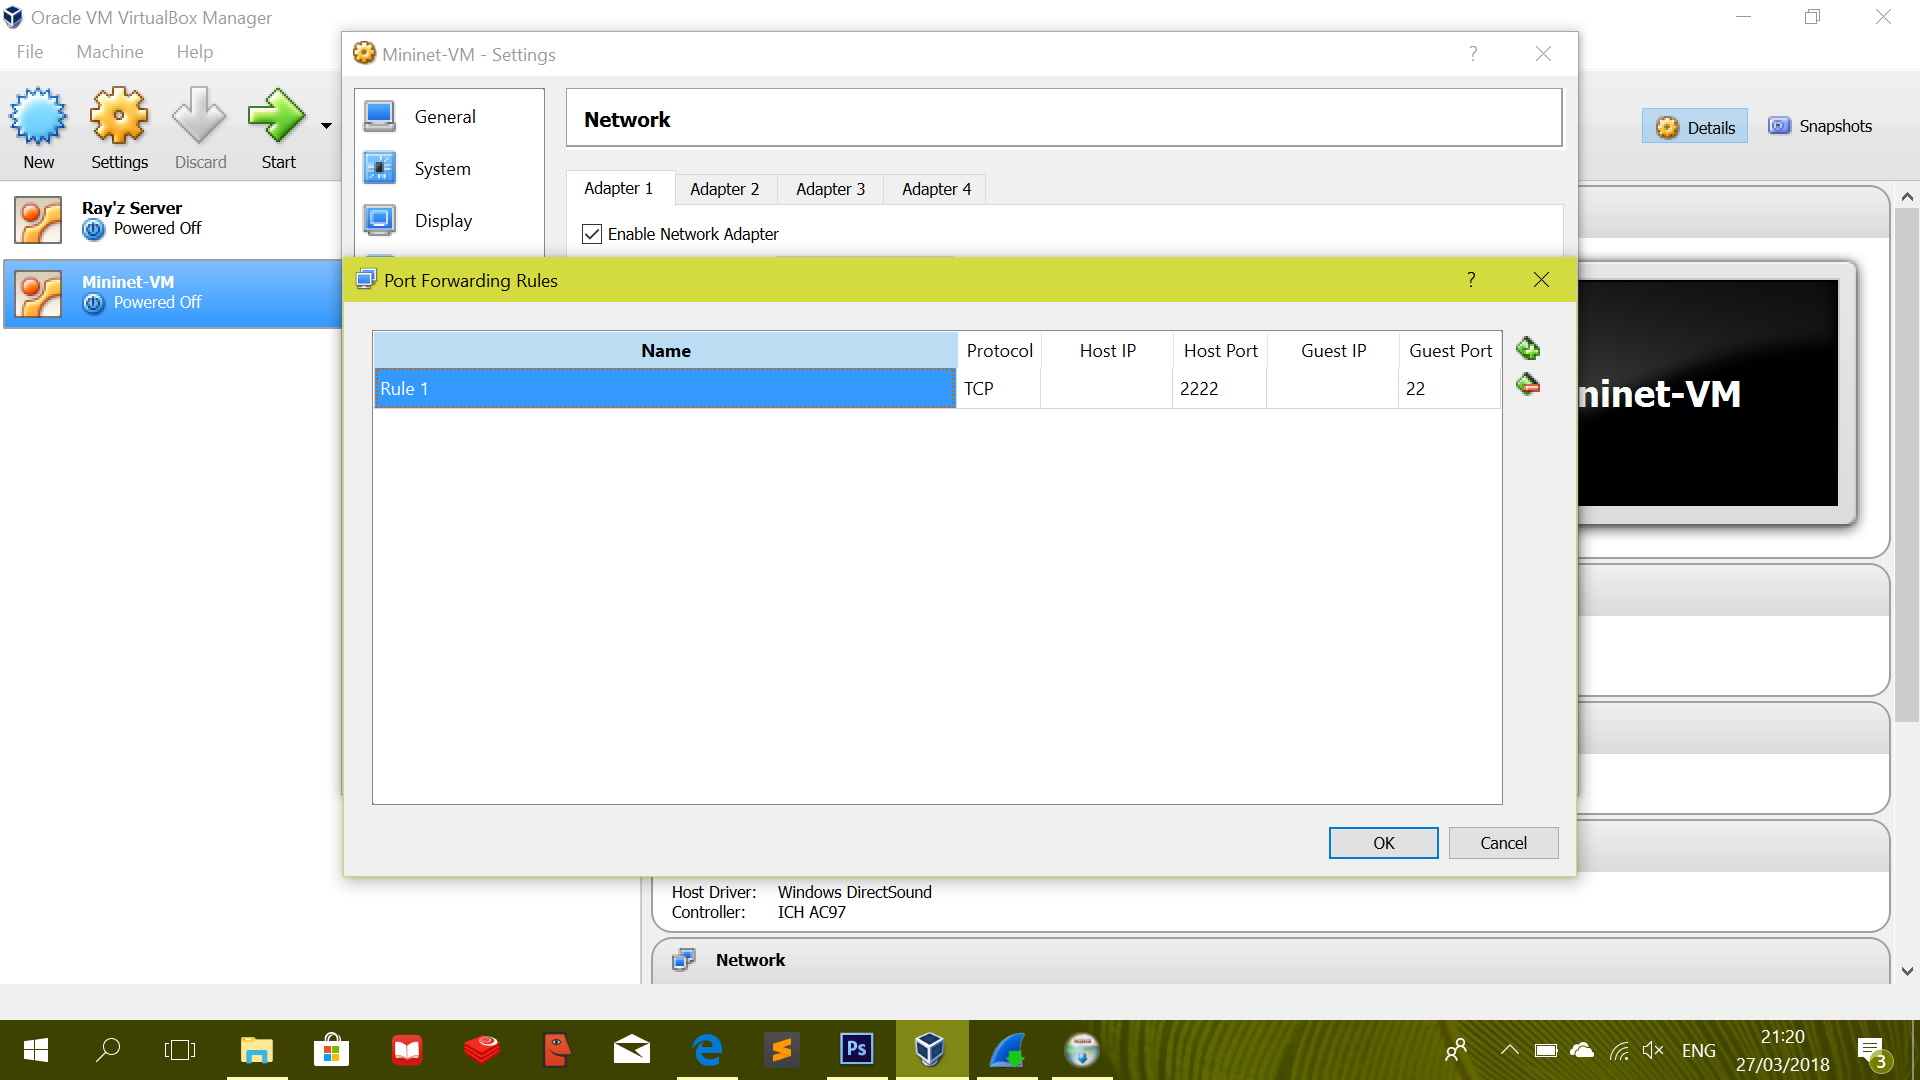 Oracle VM VirtualBox Manager
File Machine Help
New Settings Discard Start
Ray'z Server
Powered Off
Mininet-VM
Powered Off
Mininet-VM - Settings
?
General
System
Display
Network
Adapter 1 Adapter 2 Adapter 3 Adapter 4
Enable Network Adapter
Details Snapshots
Port Forwarding Rules
?
Name Protocol Host IP Host Port Guest IP Guest Port
Rule 1 TCP 2222 22
ninet-VM
OK Cancel
Host Driver: Windows DirectSound
Controller: ICH AC97
Network
Ps
ENG
21:20
27/03/2018
3